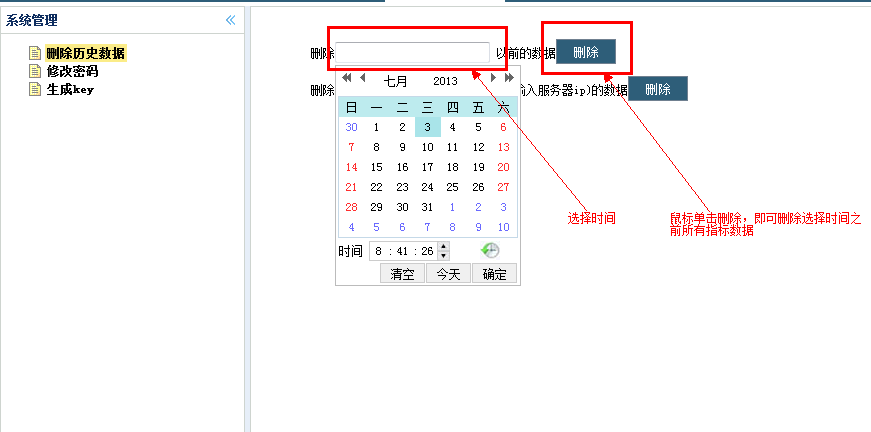 系统管理
删除历史数据
修改密码
生成key
删除 以前的数据 删除
删除 输入服务器ip)的数据 删除
七月 2013
日 一 二 三 四 五 六
30 1 2 3 4 5 6
7 8 9 10 11 12 13
14 15 16 17 18 19 20
21 22 23 24 25 26 27
28 29 30 31 1 2 3
4 5 6 7 8 9 10
时间 8 : 41 : 26
清空 今天 确定
选择时间
鼠标单击删除，即可删除选择时间之
前所有指标数据